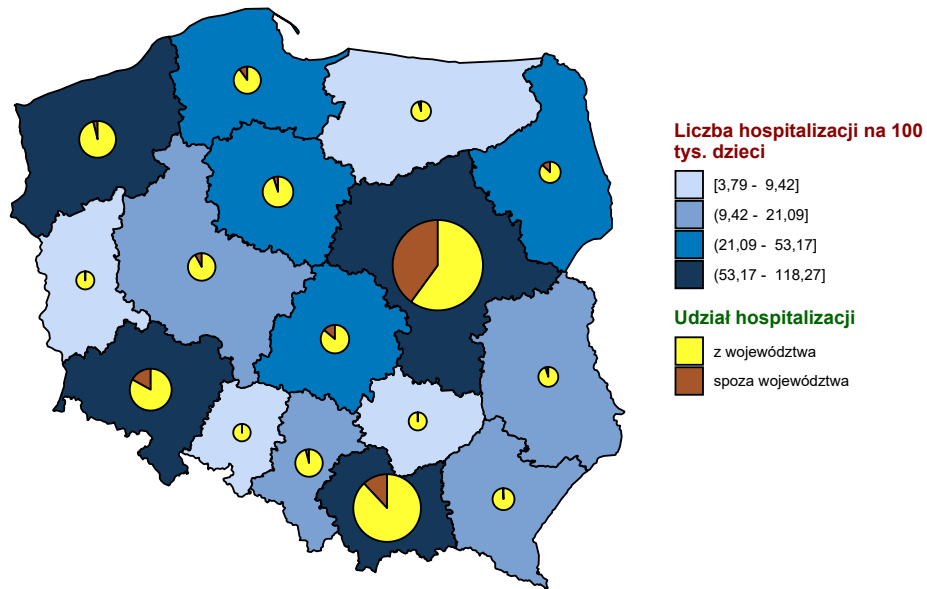 Liczba hospitalizacji na 100
tys. dzieci
[3,79 - 9,42]
(9,42 - 21,09]
(21,09 - 53,17]
(53,17 - 118,27]
Udział hospitalizacji
z województwa
spoza województwa